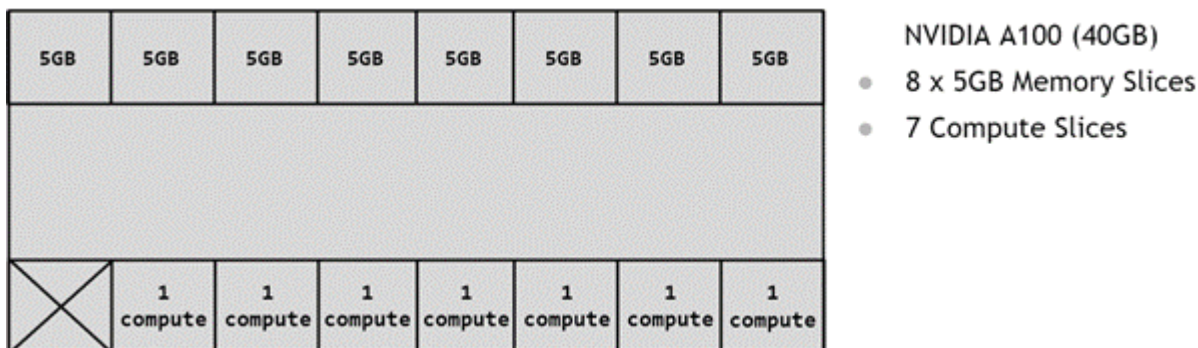 5GB 5GB 5GB 5GB 5GB 5GB 5GB 5GB
1 1 1 1 1 1 1
compute compute compute compute compute compute compute
NVIDIA A100 (40GB)
8 x 5GB Memory Slices
7 Compute Slices